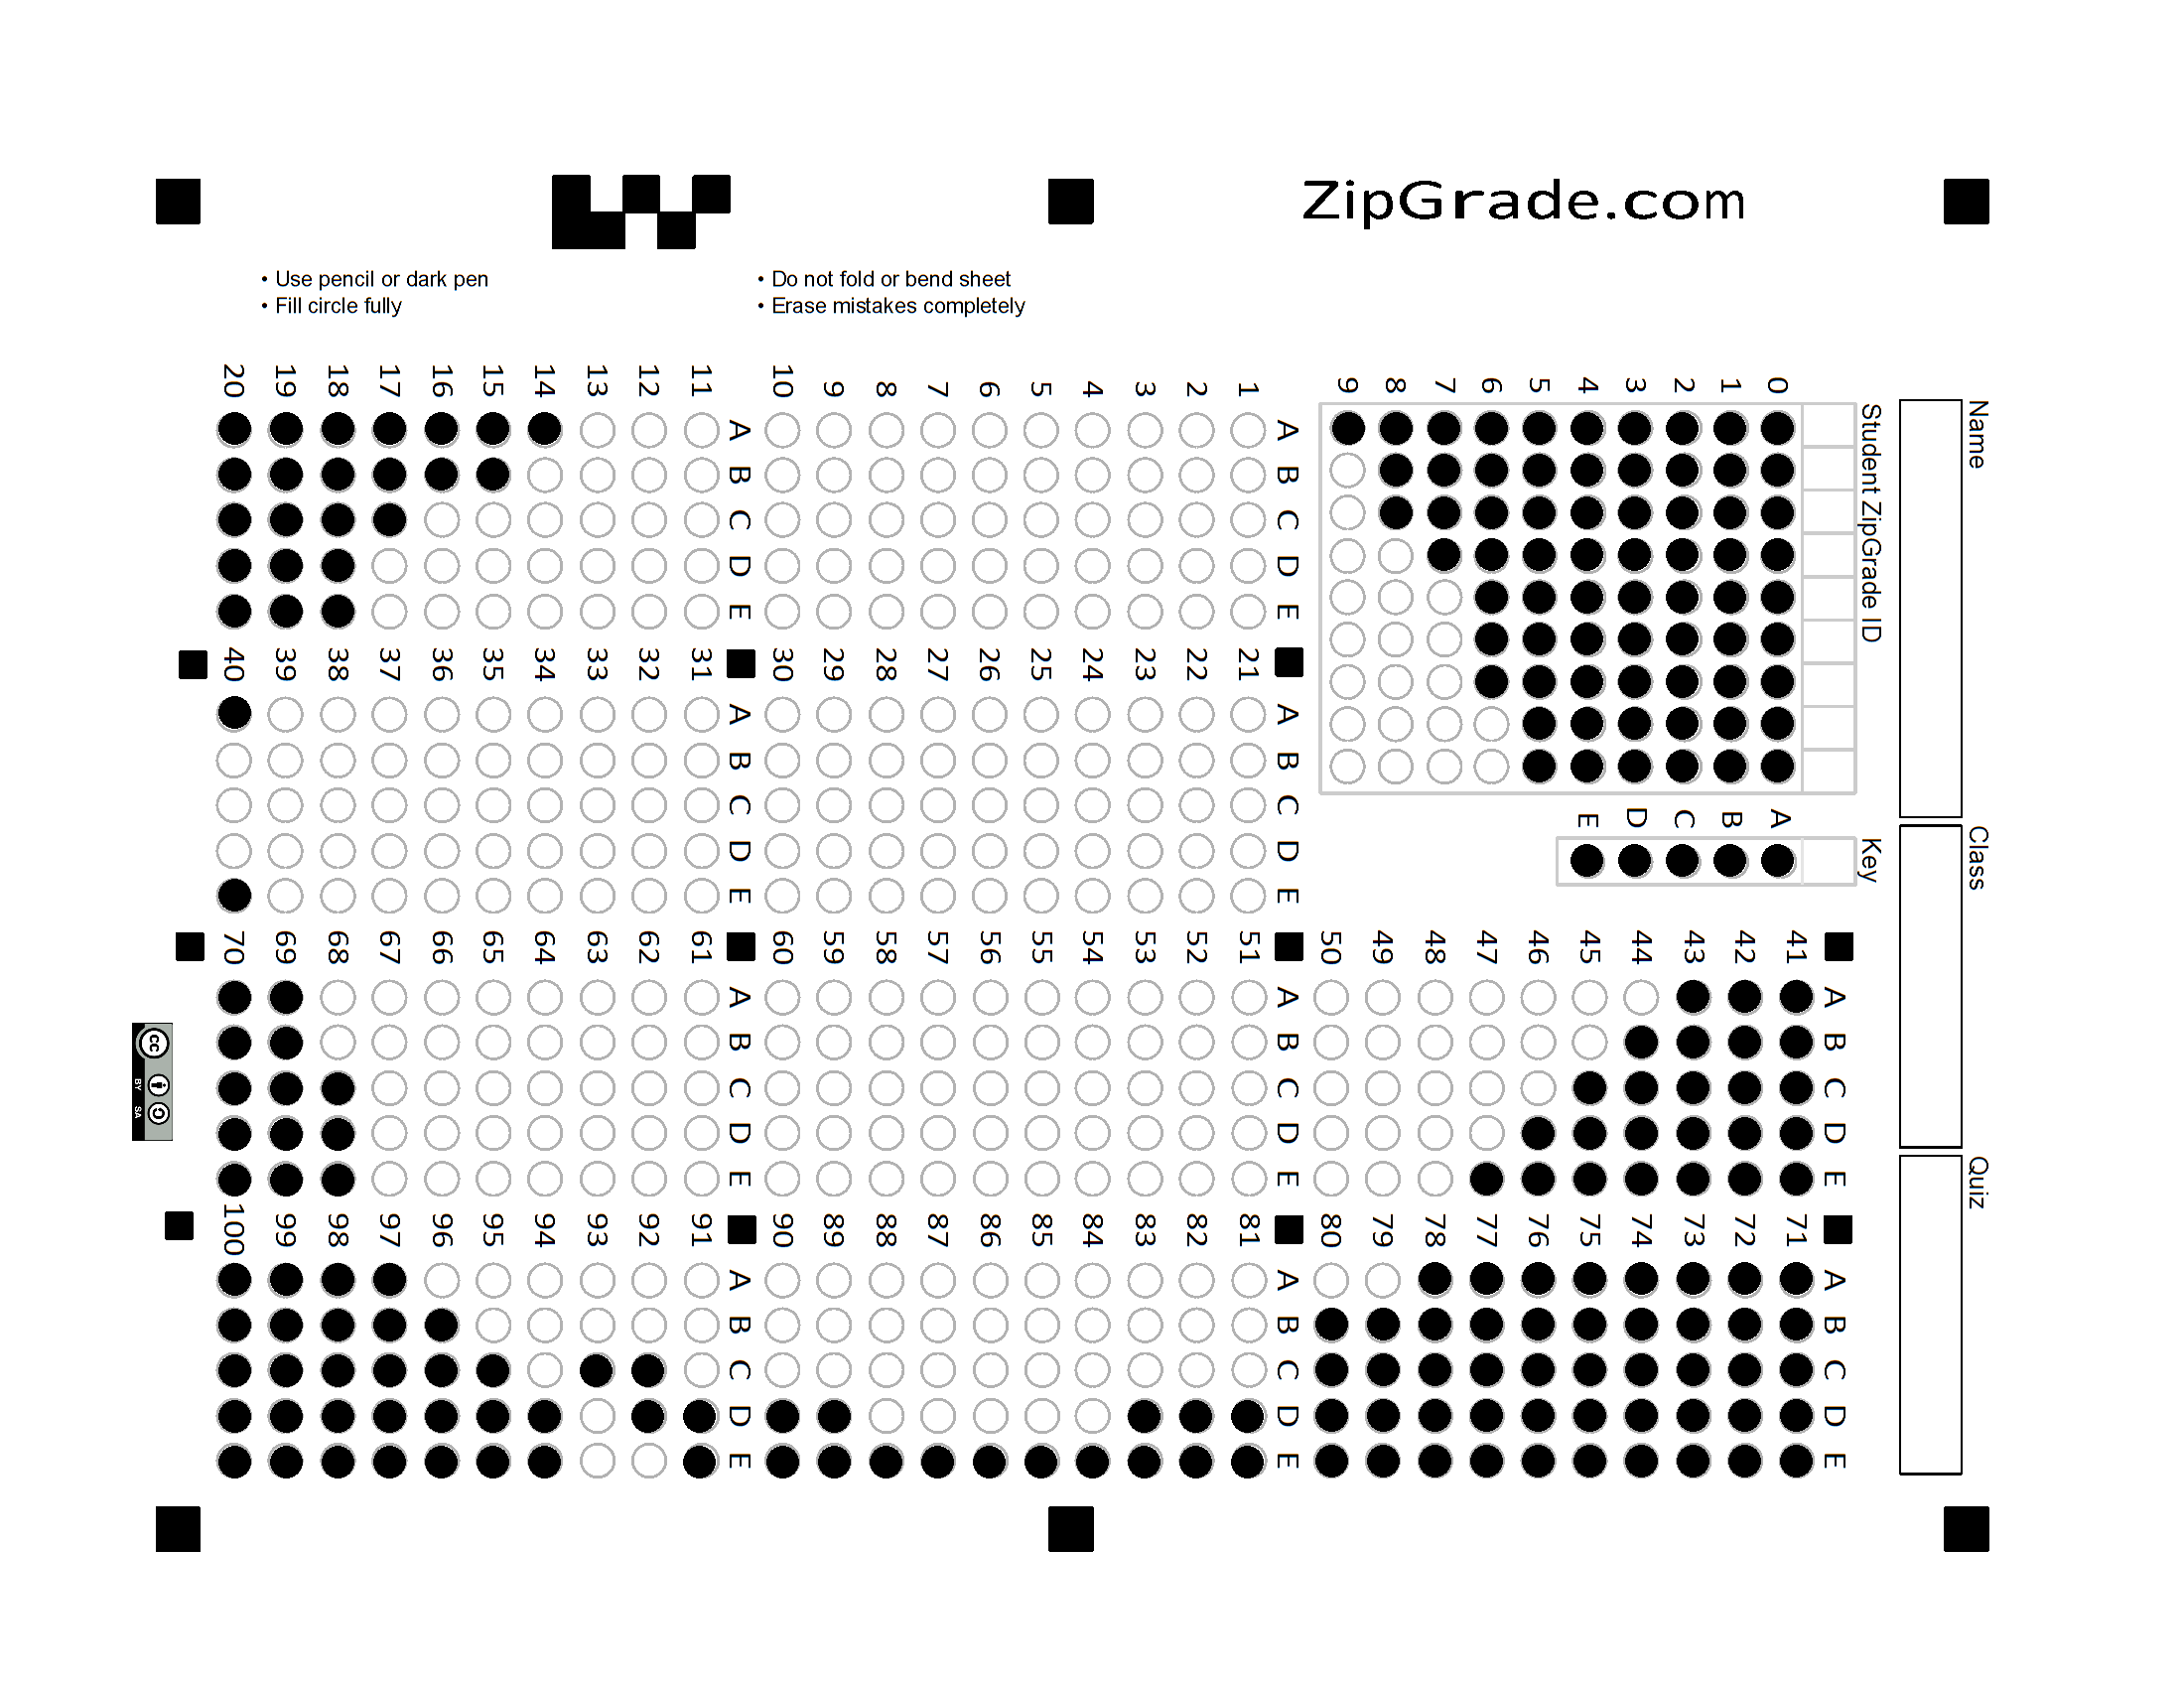 ZipGrade.com
• Use pencil or dark pen
• Fill circle fully
• Do not fold or bend sheet
• Erase mistakes completely
Name
Class
Quiz
Student ZipGrade ID
0 1 2 3 4 5 6 7 8 9
Key
A B C D E
A B C D E
1 2 3 4 5 6 7 8 9 10
A B C D E
11 12 13 14 15 16 17 18 19 20
A B C D E
21 22 23 24 25 26 27 28 29 30
A B C D E
31 32 33 34 35 36 37 38 39 40
A B C D E
41 42 43 44 45 46 47 48 49 50
A B C D E
51 52 53 54 55 56 57 58 59 60
A B C D E
61 62 63 64 65 66 67 68 69 70
A B C D E
71 72 73 74 75 76 77 78 79 80
A B C D E
81 82 83 84 85 86 87 88 89 90
A B C D E
91 92 93 94 95 96 97 98 99 100
A B C D E
cc
BY SA